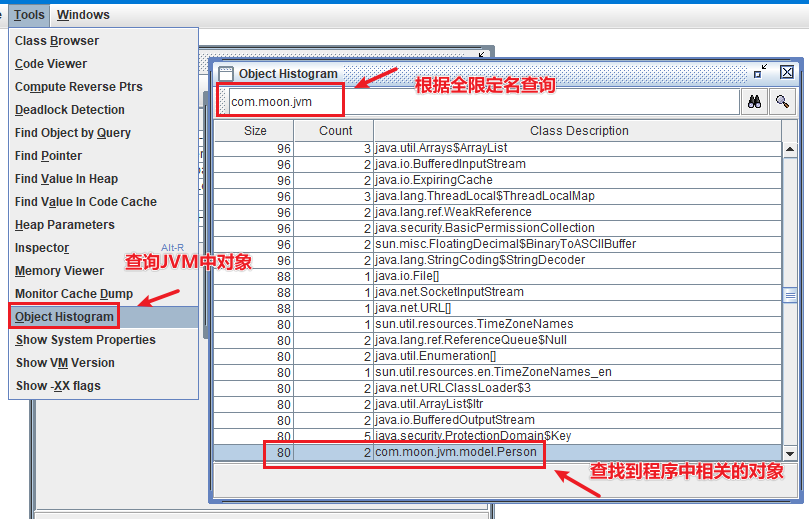 Tools Windows
Class Browser
Code Viewer
Compute Reverse Ptrs
Deadlock Detection
Find Object by Query
Find Pointer
Find Value In Heap
Find Value In Code Cache
Heap Parameters
Inspector Alt-R
Memory Viewer
Monitor Cache Dump
Object Histogram
Show System Properties
Show VM Version
Show -XX flags
查询JVM中对象
Object Histogram
根据全限定名查询
com.moon.jvm
Size Count Class Description
96 3 java.util.Arrays$ArrayList
96 2 java.io.BufferedInputStream
96 2 java.io.ExpiringCache
96 3 java.lang.ThreadLocal$ThreadLocalMap
96 2 java.lang.ref.WeakReference
96 2 java.security.BasicPermissionCollection
96 2 sun.misc.FloatingDecimal$BinaryToASCIIBuffer
96 2 java.lang.StringCoding$StringDecoder
88 1 java.io.File[]
88 1 java.net.SocketInputStream
88 1 java.net.URL[]
80 1 sun.util.resources.TimeZoneNames
80 2 java.lang.ref.ReferenceQueue$Null
80 2 java.util.Enumeration[]
80 1 sun.util.resources.en.TimeZoneNames_en
80 2 java.net.URLClassLoader$3
80 2 java.util.ArrayList$Itr
80 2 java.io.BufferedOutputStream
80 5 java.security.ProtectionDomain$Key
80 2 com.moon.jvm.model.Person
查找到程序中相关的对象